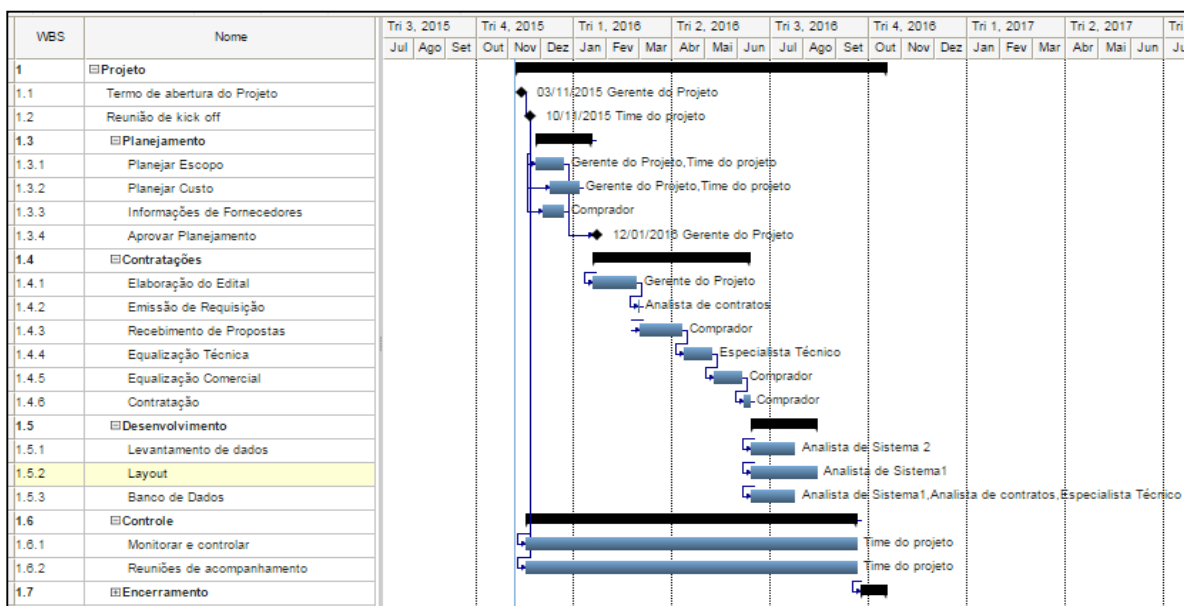 WBS Nome Tri 3, 2015 Tri 4, 2015 Tri 1, 2016 Tri 2, 2016 Tri 3, 2016 Tri 4, 2016 Tri 1, 2017 Tri 2, 2017 Tri
Jul Ago Set Out Nov Dez Jan Fev Mar Abr Mai Jun Jul Ago Set Out Nov Dez Jan Fev Mar Abr Mai Jun Ju
1 Projeto
1.1 Termo de abertura do Projeto 03/11/2015 Gerente do Projeto
1.2 Reunião de kick off 10/11/2015 Time do projeto
1.3 Planejamento
1.3.1 Planejar Escopo Gerente do Projeto,Time do projeto
1.3.2 Planejar Custo Gerente do Projeto,Time do projeto
1.3.3 Informações de Fornecedores Comprador
1.3.4 Aprovar Planejamento 12/01/2016 Gerente do Projeto
1.4 Contratações
1.4.1 Elaboração do Edital Gerente do Projeto
1.4.2 Emissão de Requisição Analista de contratos
1.4.3 Recebimento de Propostas Comprador
1.4.4 Equalização Técnica Especialista Técnico
1.4.5 Equalização Comercial Comprador
1.4.6 Contratação Comprador
1.5 Desenvolvimento
1.5.1 Levantamento de dados Analista de Sistema 2
1.5.2 Layout Analista de Sistema1
1.5.3 Banco de Dados Analista de Sistema1,Analista de contratos,Especialista Técnico
1.6 Controle
1.6.1 Monitorar e controlar Time do projeto
1.6.2 Reuniões de acompanhamento Time do projeto
1.7 Encerramento